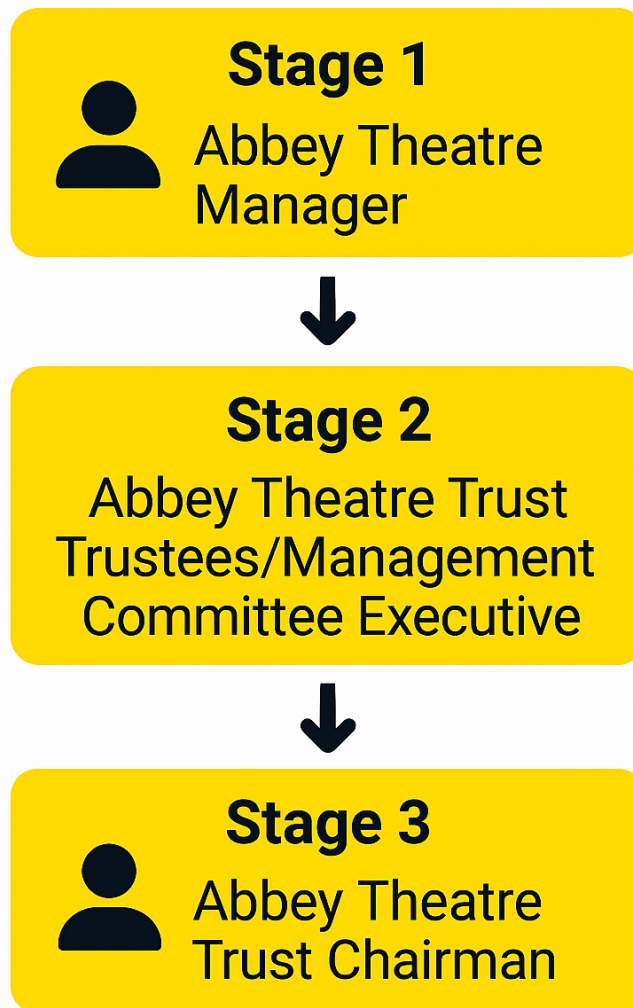 Stage 1
Abbey Theatre
Manager
Stage 2
Abbey Theatre Trust
Trustees/Management
Committee Executive
Stage 3
Abbey Theatre
Trust Chairman